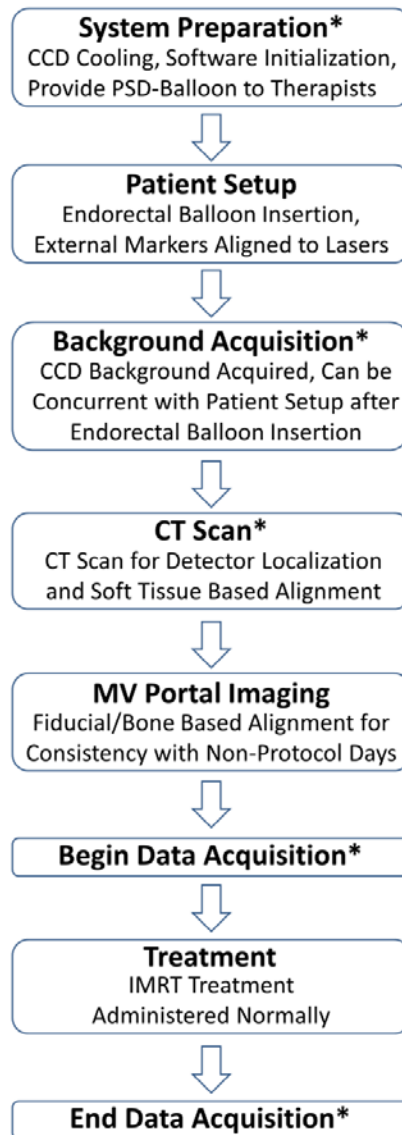 System Preparation*
CCD Cooling, Software Initialization,
Provide PSD-Balloon to Therapists
Patient Setup
Endorectal Balloon Insertion,
External Markers Aligned to Lasers
Background Acquisition*
CCD Background Acquired, Can be
Concurrent with Patient Setup after
Endorectal Balloon Insertion
CT Scan*
CT Scan for Detector Localization
and Soft Tissue Based Alignment
MV Portal Imaging
Fiducial/Bone Based Alignment for
Consistency with Non-Protocol Days
Begin Data Acquisition*
Treatment
IMRT Treatment
Administered Normally
End Data Acquisition*